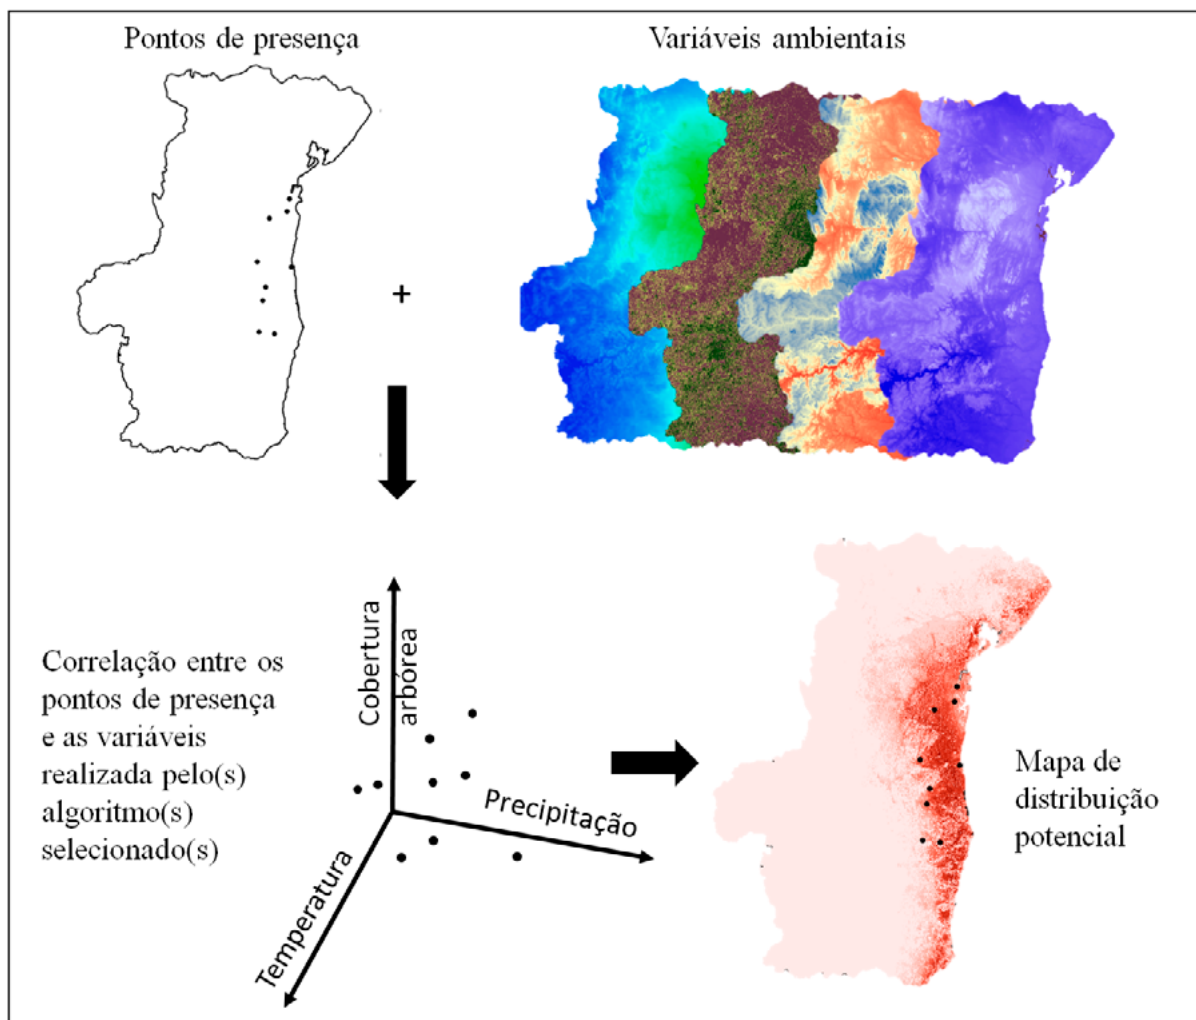 Pontos de presença
Variáveis ambientais
+
Correlação entre os
pontos de presença
e as variáveis
realizada pelo(s)
algoritmo(s)
selecionado(s)
Cobertura
arbórea
Precipitação
Temperatura
Mapa de
distribuição
potencial